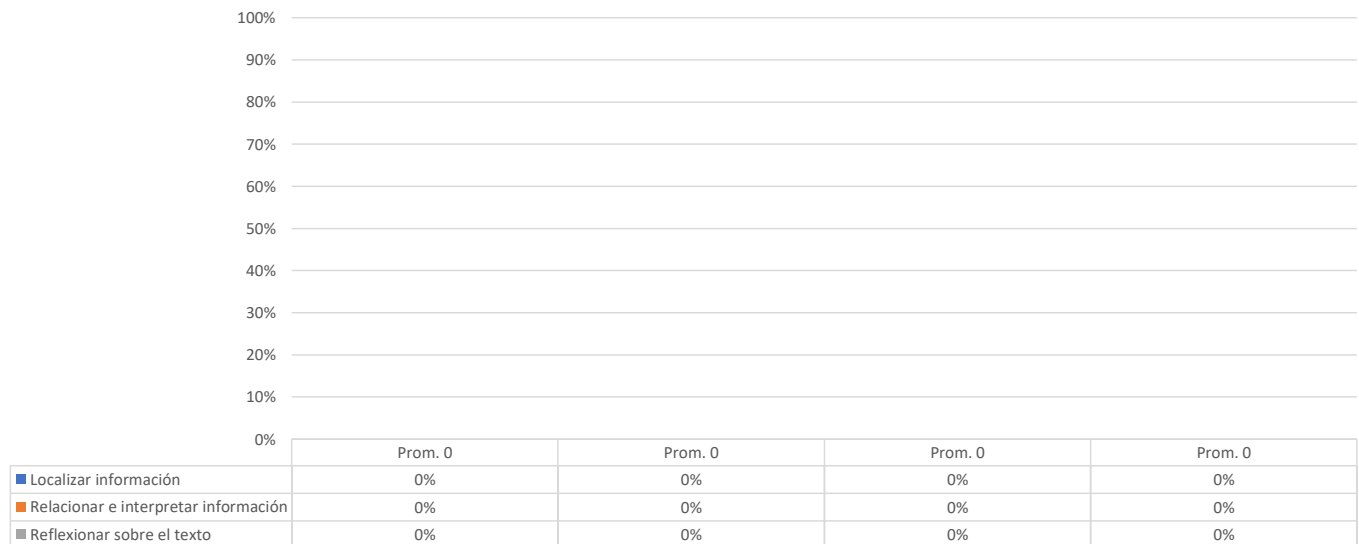 100%
90%
80%
70%
60%
50%
40%
30%
20%
10%
0%
Prom. 0 Prom. 0 Prom. 0 Prom. 0
Localizar información 0% 0% 0% 0%
Relacionar e interpretar información 0% 0% 0% 0%
Reflexionar sobre el texto 0% 0% 0% 0%